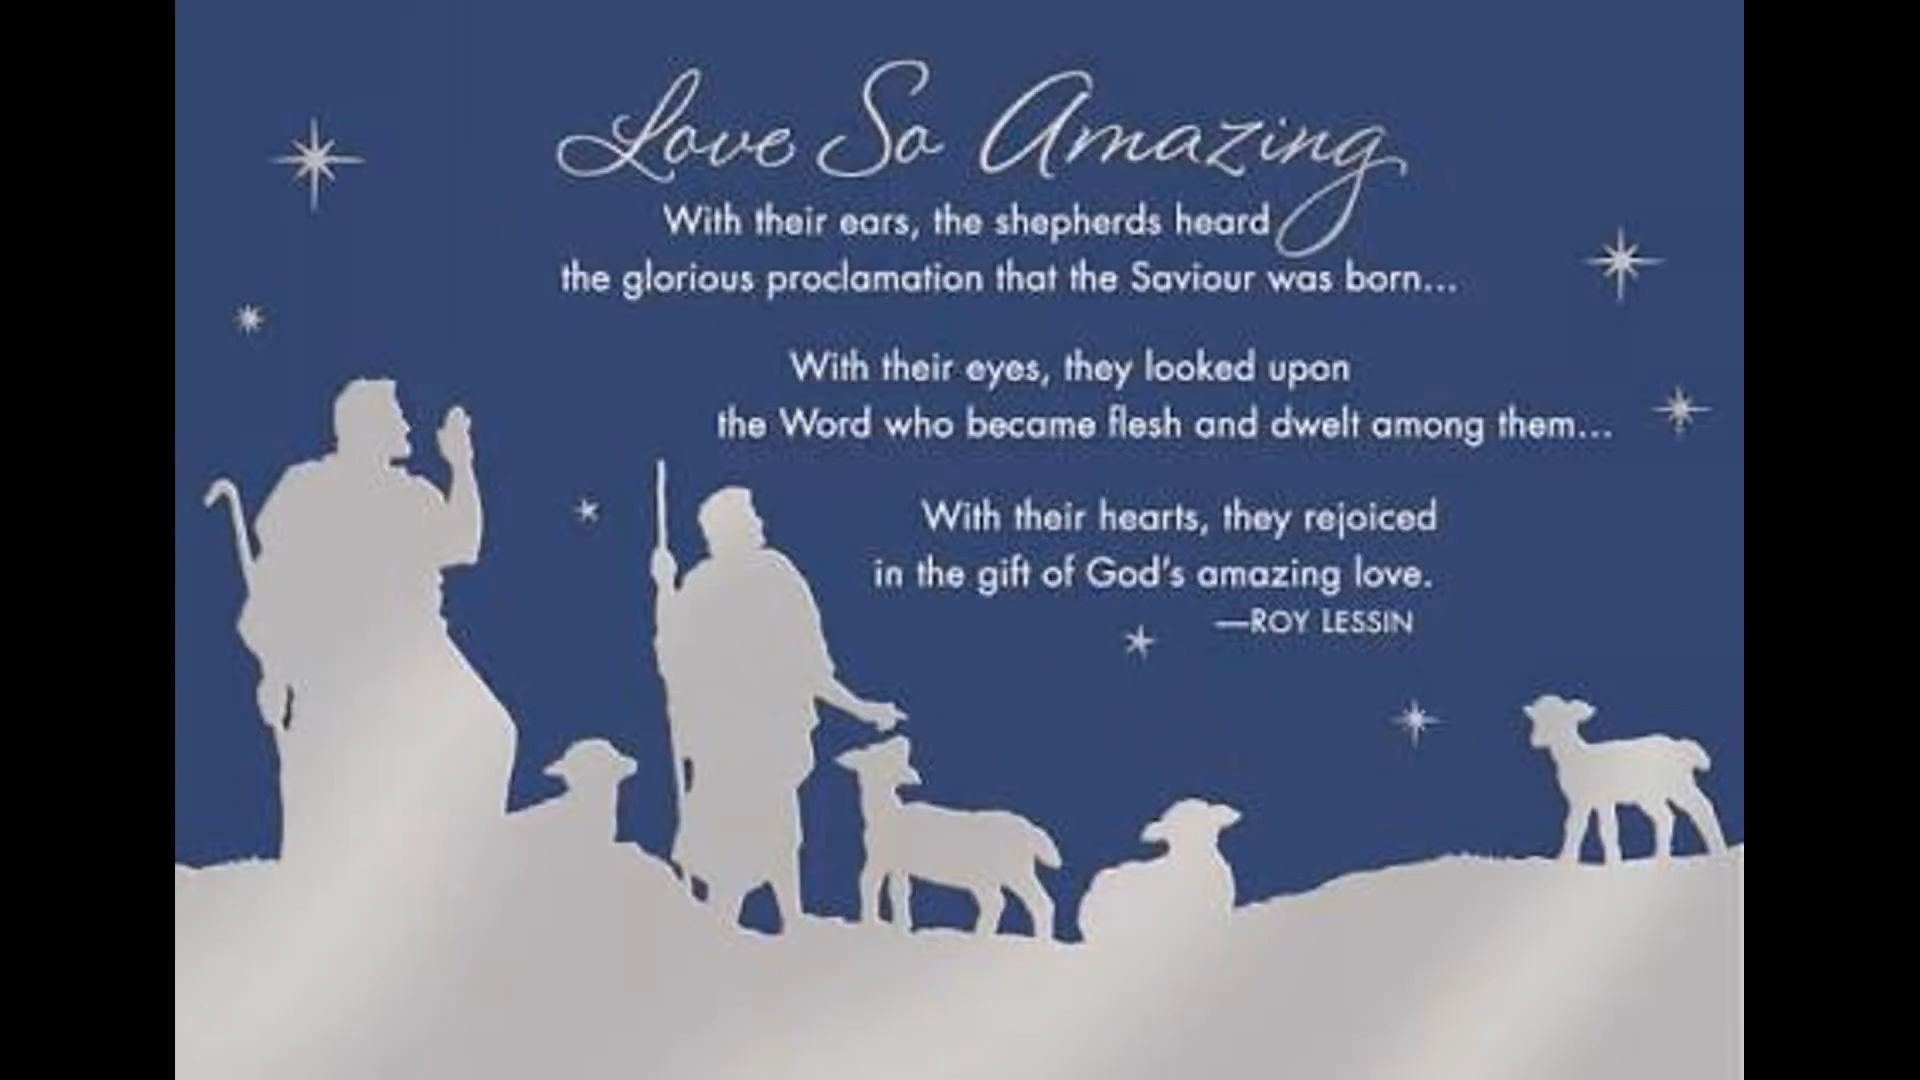 Love So Amazing
With their ears, the shepherds heard
the glorious proclamation that the Saviour was born...
With their eyes, they looked upon
the Word who became flesh and dwelt among them...
With their hearts, they rejoiced
in the gift of God's amazing love.
—ROY LESSIN